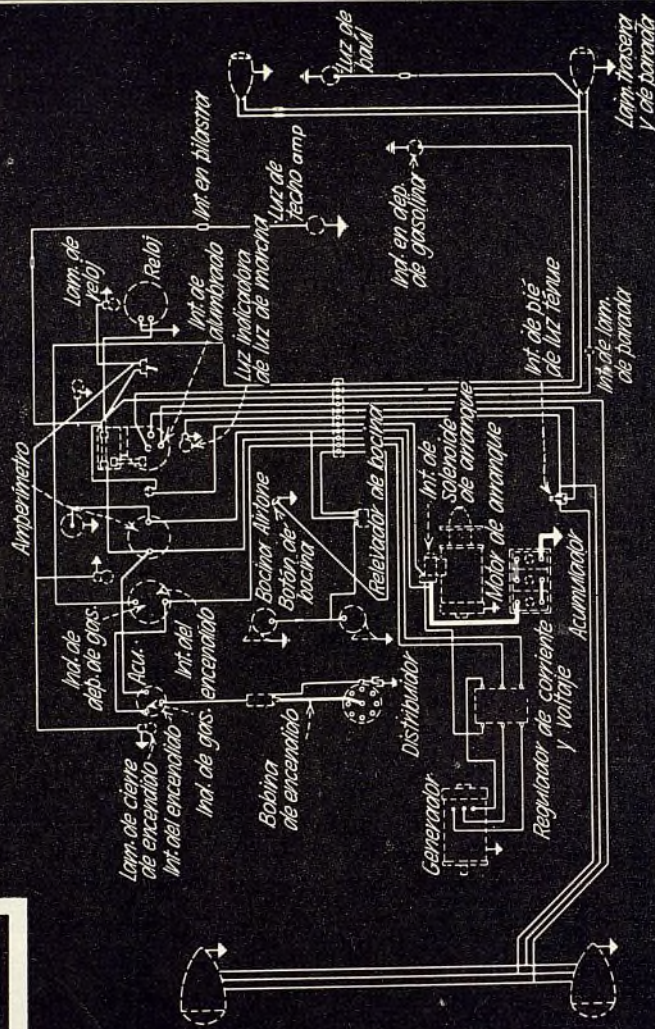 Luz de
baúl
Lam. trasera
y de parada
Int. en pilastra
Luz de
techo amp
Ind. en dep.
de gasolina
Lam. de
reloj
Reloj
Int. de
alumbrado
Luz indicadora
de luz de marcha
Int. de pié
de luz ténue
Int. de lam.
de parada
Amperimetro
Int. de
Solenoide
de arranque
Motor de arranque
Acumulador
Bocina Airtone
Botón de
bocina
relevador de bocina
Ind. de
dep. de gas.
Acu.
Int. del
encendido
Lam. de cierre
de encendido
Int. del encendido
Ind. de gas.
Bobina
de encendido
Distribuidor
Generador
Regulador de corriente
y voltaje